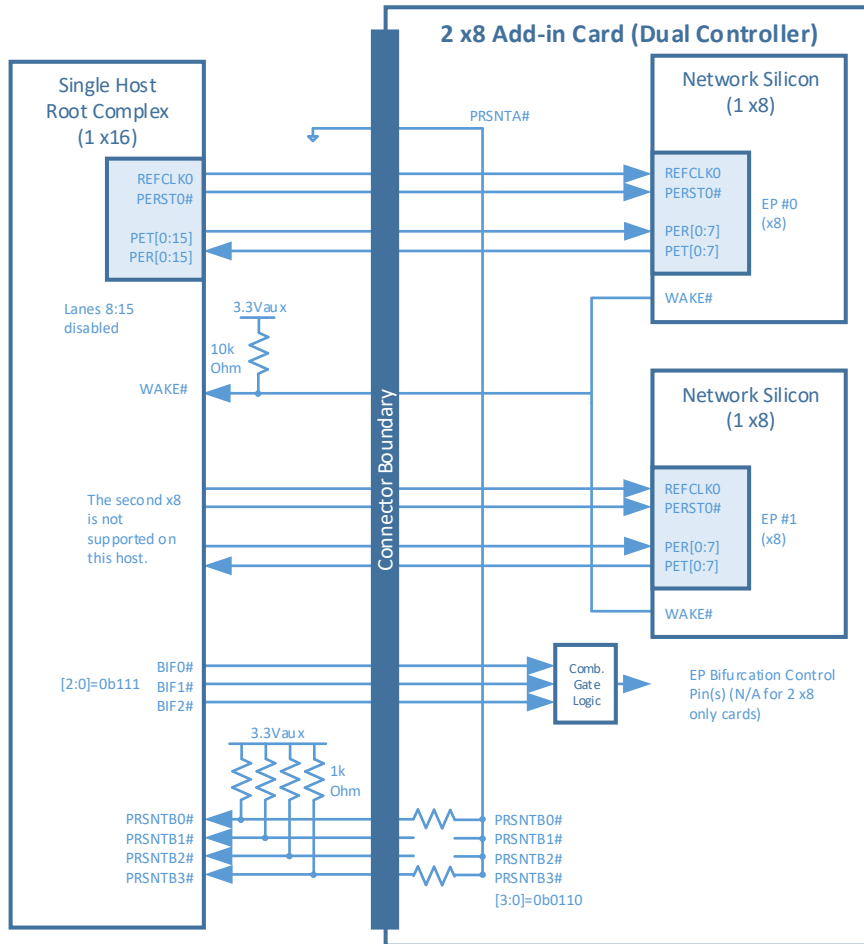 2 x8 Add-in Card (Dual Controller)
Single Host
Root Complex
(1 x16)
REFCLK0
PERST0#
PET[0:15]
PER[0:15]
Lanes 8:15
disabled
3.3Vaux
10k
Ohm
WAKE#
The second x8
is not
supported on
this host.
[2:0]=0b111
BIF0#
BIF1#
BIF2#
3.3Vaux
1k
Ohm
PRSNTB0#
PRSNTB1#
PRSNTB2#
PRSNTB3#
Connector Boundary
PRSNTA#
Network Silicon
(1 x8)
REFCLK0
PERST0#
PER[0:7]
PET[0:7]
EP #0
(x8)
WAKE#
Network Silicon
(1 x8)
REFCLK0
PERST0#
PER[0:7]
PET[0:7]
EP #1
(x8)
WAKE#
Comb.
Gate
Logic
EP Bifurcation Control
Pin(s) (N/A for 2 x8
only cards)
PRSNTB0#
PRSNTB1#
PRSNTB2#
PRSNTB3#
[3:0]=0b0110